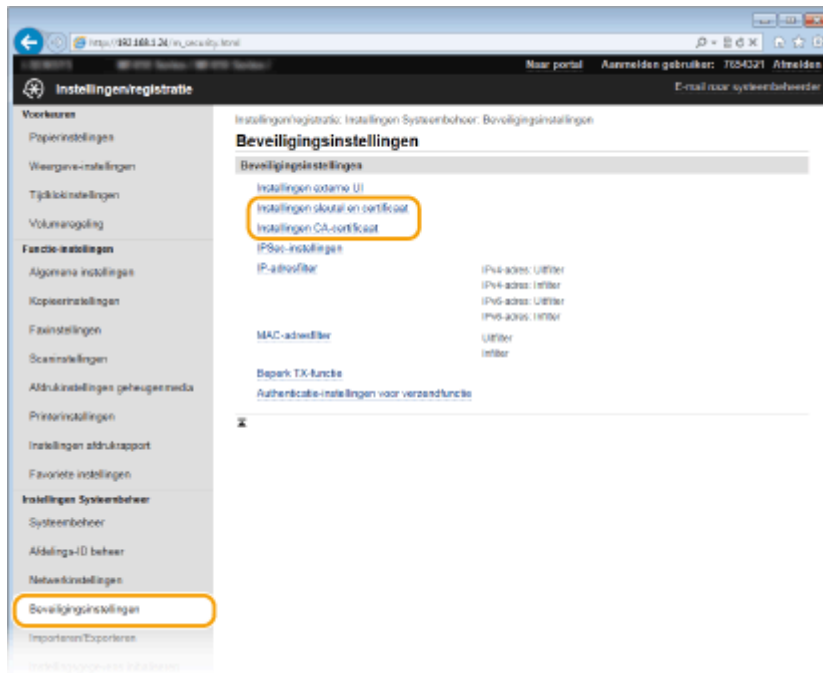 http://192.168.1.24/m_security.html
Naar portal Aanmelden gebruiker: 7654321 Afmelden
Instellingen/registratie
E-mail naar systeembeheerder
Voorkeuren
Papierinstellingen
Weergave-instellingen
Tijdklokinstellingen
Volumeregeling
Functie-instellingen
Algemene instellingen
Kopieerinstellingen
Faxinstellingen
Scaninstellingen
Afdrukinstellingen geheugenmedia
Printerinstellingen
Instellingen afdrukrapport
Favoriete instellingen
Instellingen Systeembeheer
Systeembeheer
Afdelings-ID beheer
Netwerkinstellingen
Beveiligingsinstellingen
Importeren/Exporteren
Instellingen/registratie: Instellingen Systeembeheer: Beveiligingsinstellingen
Beveiligingsinstellingen
Beveiligingsinstellingen
Instellingen externe UI
Instellingen sleutel en certificaat
Instellingen CA-certificaat
IPSec-instellingen
IP-adresfilter
IPv4-adres: Uitfilter
IPv4-adres: Infilter
IPv6-adres: Uitfilter
IPv6-adres: Infilter
MAC-adresfilter
Uitfilter
Infilter
Beperk TX-functie
Authenticatie-instellingen voor verzendfunctie